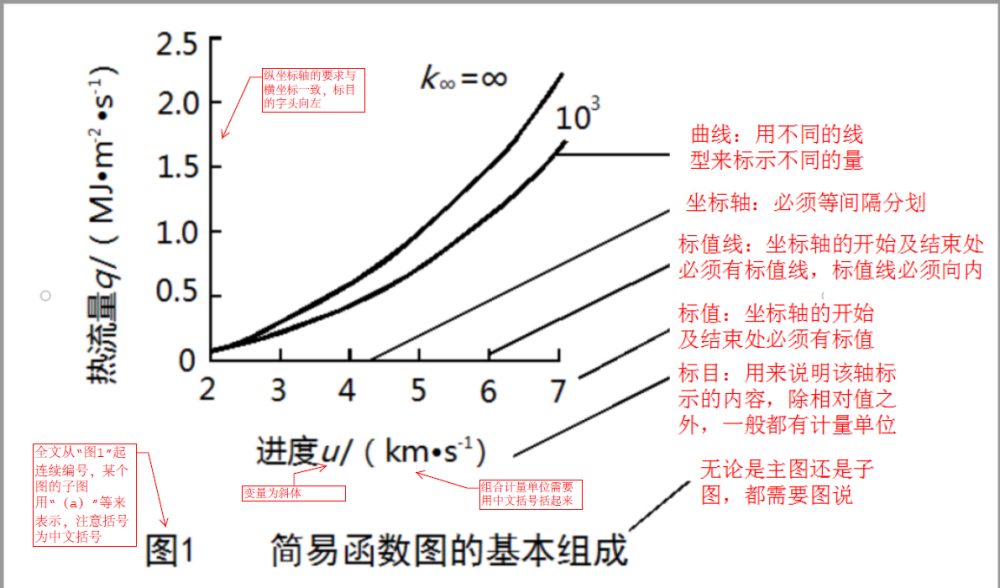 2.5
2.0
1.5
1.0
0.5
0
热流量q/（MJ•m⁻²•s⁻¹）
纵坐标轴的要求与
横坐标一致，标目
的字头向左
k∞=∞
10³
曲线：用不同的线
型来标示不同的量
坐标轴：必须等间隔分划
标值线：坐标轴的开始及结束处
必须有标值线，标值线必须向内
标值：坐标轴的开始
及结束处必须有标值
标目：用来说明该轴标
示的内容，除相对值之
外，一般都有计量单位
2 3 4 5 6 7
进度u/（km•s⁻¹）
变量为斜体
组合计量单位需要
用中文括号括起来
全文从“图1”起
连续编号，某个
图的子图
用“（a）”等来
表示，注意括号
为中文括号
无论是主图还是子
图，都需要图说
图1 简易函数图的基本组成